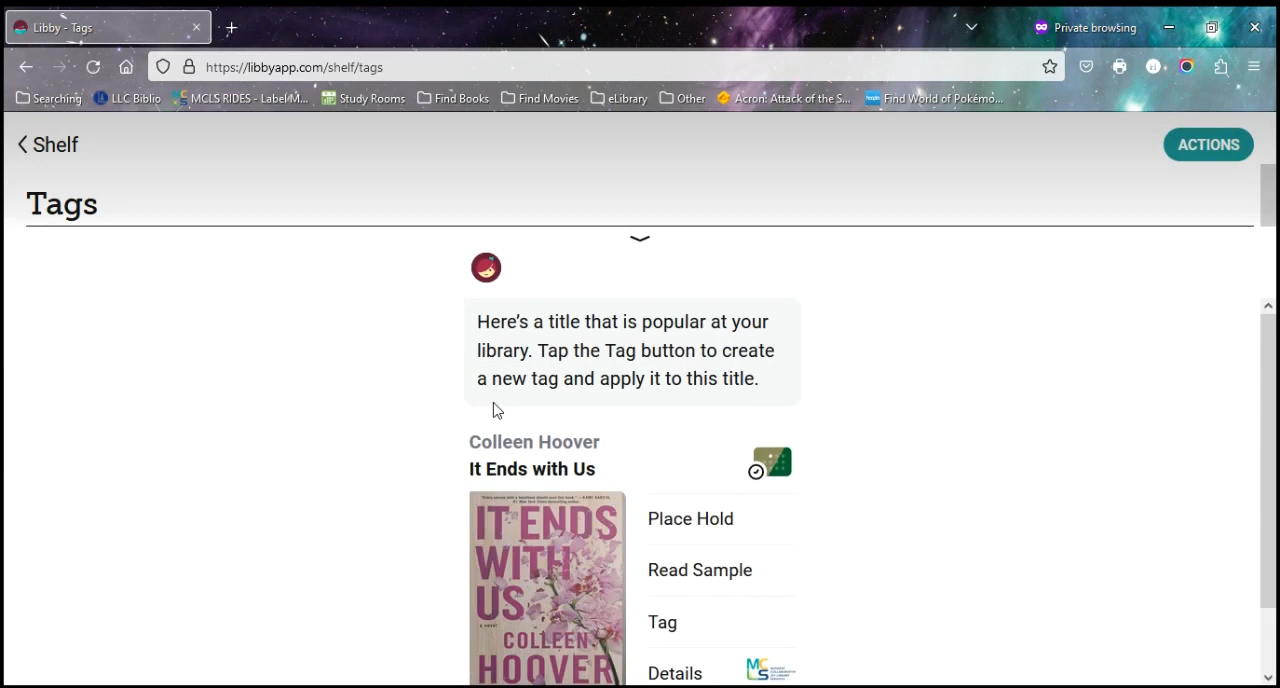 Libby - Tags
Private browsing
https://libbyapp.com/shelf/tags
Searching LLC Biblio MCLS RIDES - LabelM... Study Rooms Find Books Find Movies eLibrary Other Acron: Attack of the S... Find World of Pokémo...
Shelf
ACTIONS
Tags
Here's a title that is popular at your
library. Tap the Tag button to create
a new tag and apply it to this title.
Colleen Hoover
It Ends with Us
IT ENDS
WITH
US
A NOVEL
COLLEEN
HOOVER
Place Hold
Read Sample
Tag
Details
MCLS